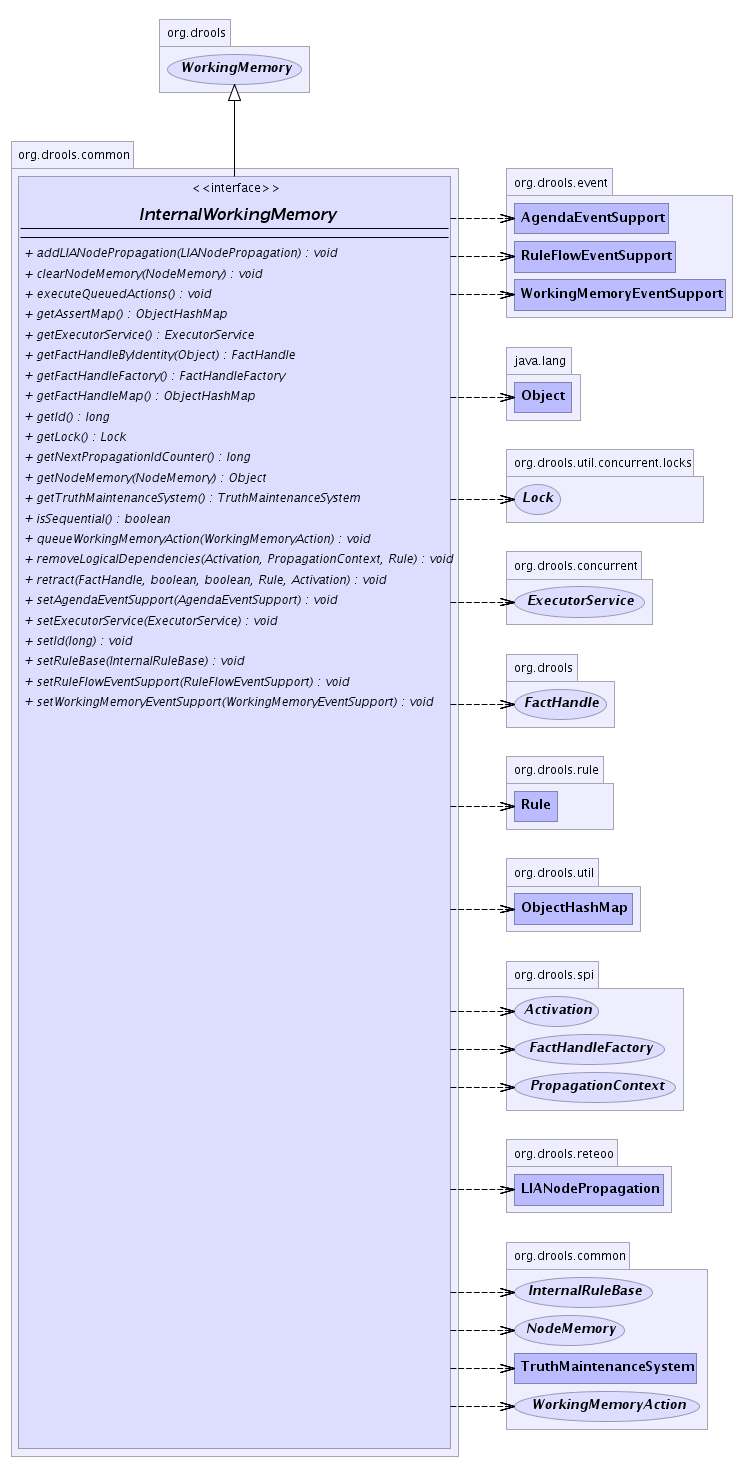 org.drools
WorkingMemory
org.drools.common
<<interface>>
InternalWorkingMemory
+ addLIANodePropagation(LIANodePropagation) : void
+ clearNodeMemory(NodeMemory) : void
+ executeQueuedActions() : void
+ getAssertMap() : ObjectHashMap
+ getExecutorService() : ExecutorService
+ getFactHandleByIdentity(Object) : FactHandle
+ getFactHandleFactory() : FactHandleFactory
+ getFactHandleMap() : ObjectHashMap
+ getId() : long
+ getLock() : Lock
+ getNextPropagationIdCounter() : long
+ getNodeMemory(NodeMemory) : Object
+ getTruthMaintenanceSystem() : TruthMaintenanceSystem
+ isSequential() : boolean
+ queueWorkingMemoryAction(WorkingMemoryAction) : void
+ removeLogicalDependencies(Activation, PropagationContext, Rule) : void
+ retract(FactHandle, boolean, boolean, Rule, Activation) : void
+ setAgendaEventSupport(AgendaEventSupport) : void
+ setExecutorService(ExecutorService) : void
+ setId(long) : void
+ setRuleBase(InternalRuleBase) : void
+ setRuleFlowEventSupport(RuleFlowEventSupport) : void
+ setWorkingMemoryEventSupport(WorkingMemoryEventSupport) : void
org.drools.event
AgendaEventSupport
RuleFlowEventSupport
WorkingMemoryEventSupport
java.lang
Object
org.drools.util.concurrent.locks
Lock
org.drools.concurrent
ExecutorService
org.drools
FactHandle
org.drools.rule
Rule
org.drools.util
ObjectHashMap
org.drools.spi
Activation
FactHandleFactory
PropagationContext
org.drools.reteoo
LIANodePropagation
org.drools.common
InternalRuleBase
NodeMemory
TruthMaintenanceSystem
WorkingMemoryAction